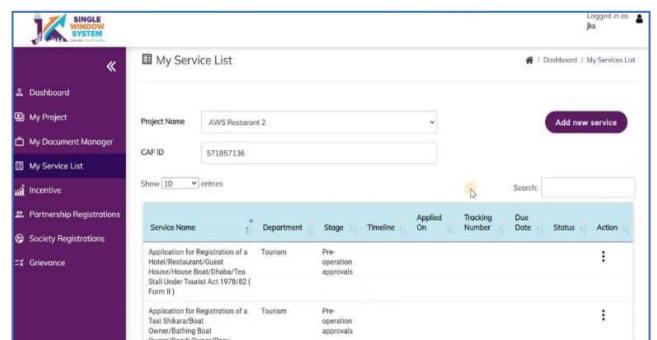 SINGLE
WINDOW
SYSTEM
Logged in as
jks
My Service List
/ Dashboard / My Services List
Dashboard
My Project
My Document Manager
My Service List
Incentive
Partnership Registrations
Society Registrations
Grievance
Project Name
AWS Restorant 2
Add new service
CAF ID
571857136
Show 10 entries
Search:
Service Name Department Stage Timeline Applied On Tracking Number Due Date Status Action
Application for Registration of a Tourism Pre-
Hotel/Restaurant/Guest operation
House/House Boat/Dhaba/Tea approvals
Stall Under Tourist Act 1978/82 (
Form II )
Application for Registration of a Tourism Pre-
Taxi Shikara/Boat operation
Owner/Bathing Boat approvals